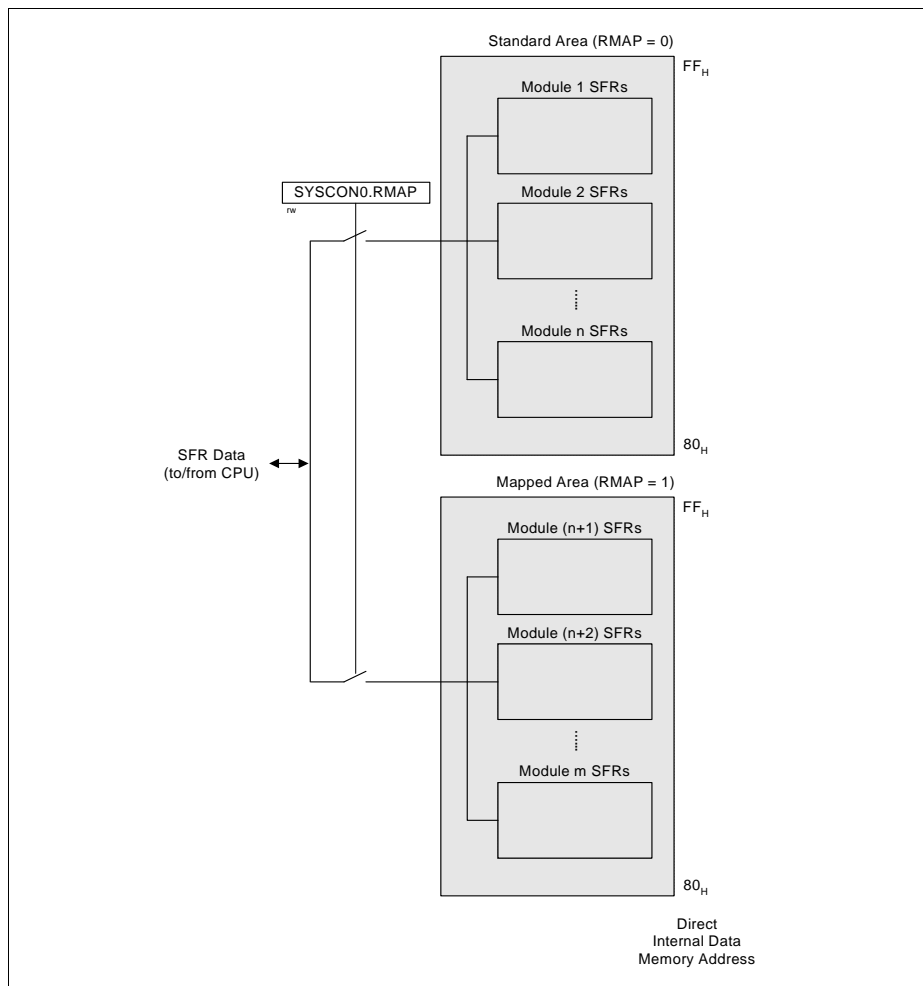 Standard Area (RMAP = 0)
FFH
Module 1 SFRs
SYSCON0.RMAP
rw
Module 2 SFRs
Module n SFRs
80H
SFR Data
(to/from CPU)
Mapped Area (RMAP = 1)
FFH
Module (n+1) SFRs
Module (n+2) SFRs
Module m SFRs
80H
Direct
Internal Data
Memory Address